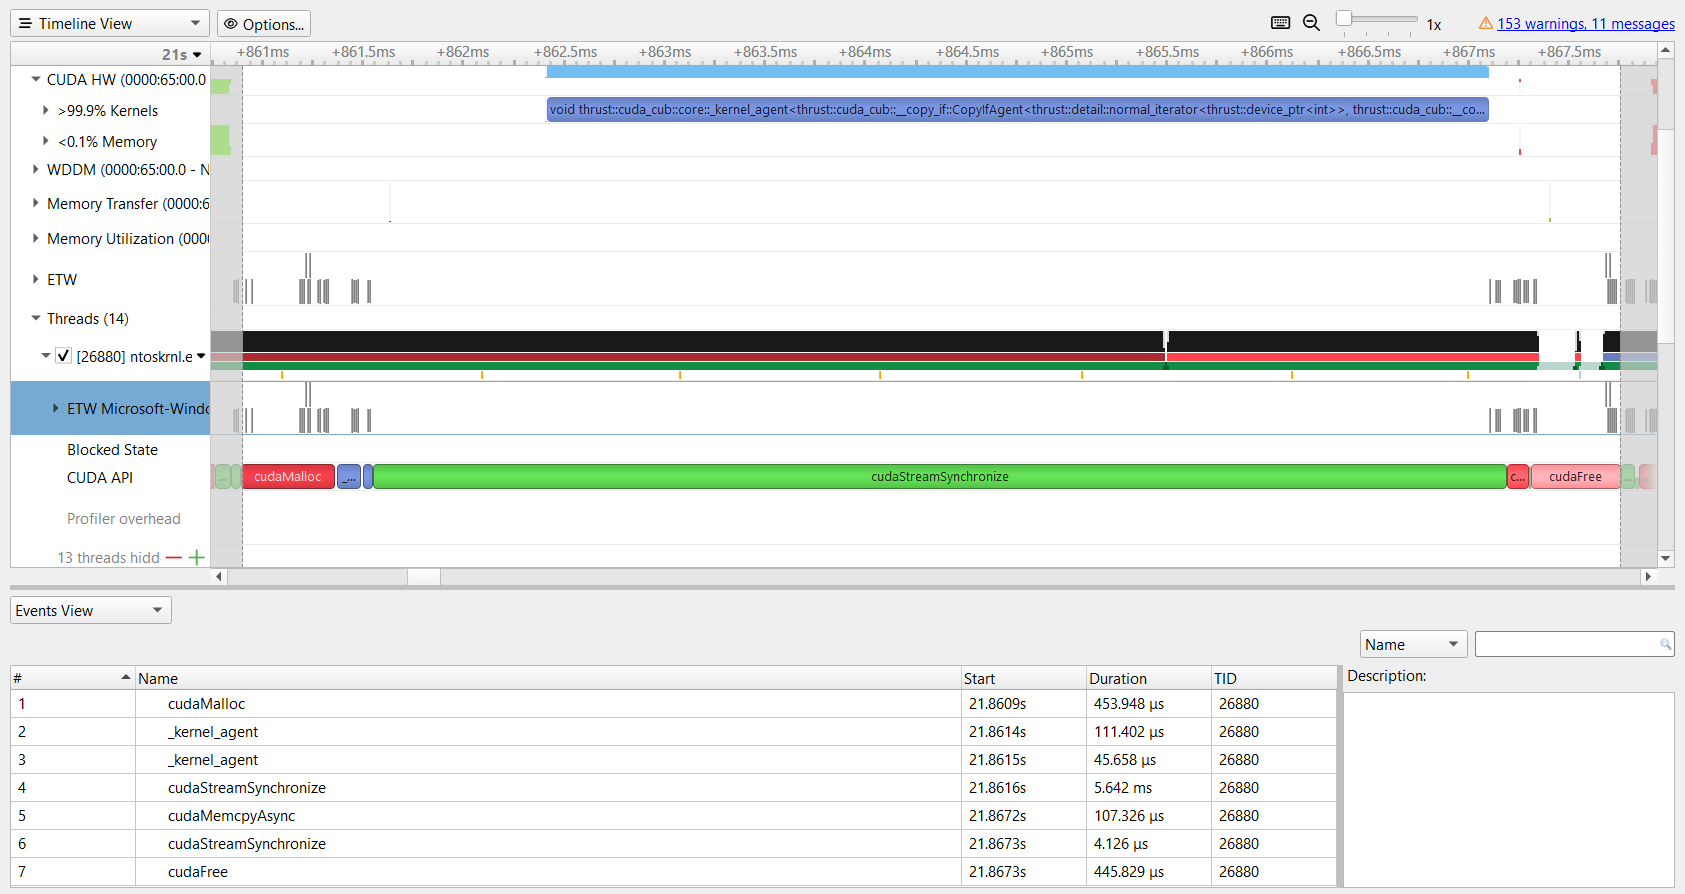 Timeline View
Options...
1x
153 warnings, 11 messages
21s
+861ms +861.5ms +862ms +862.5ms +863ms +863.5ms +864ms +864.5ms +865ms +865.5ms +866ms +866.5ms +867ms +867.5ms
CUDA HW (0000:65:00.0
>99.9% Kernels
void thrust::cuda_cub::core::_kernel_agent<thrust::cuda_cub::__copy_if::CopyIfAgent<thrust::detail::normal_iterator<thrust::device_ptr<int>>, thrust::cuda_cub::__co...
<0.1% Memory
WDDM (0000:65:00.0 - N
Memory Transfer (0000:6
Memory Utilization (000
ETW
Threads (14)
[26880] ntoskrnl.e
ETW Microsoft-Windo
Blocked State
CUDA API
... cudaMalloc _... cudaStreamSynchronize c... cudaFree ...
Profiler overhead
13 threads hidd
Events View
Name
# Name Start Duration TID
Description:
1 cudaMalloc 21.8609s 453.948 μs 26880
2 _kernel_agent 21.8614s 111.402 μs 26880
3 _kernel_agent 21.8615s 45.658 μs 26880
4 cudaStreamSynchronize 21.8616s 5.642 ms 26880
5 cudaMemcpyAsync 21.8672s 107.326 μs 26880
6 cudaStreamSynchronize 21.8673s 4.126 μs 26880
7 cudaFree 21.8673s 445.829 μs 26880